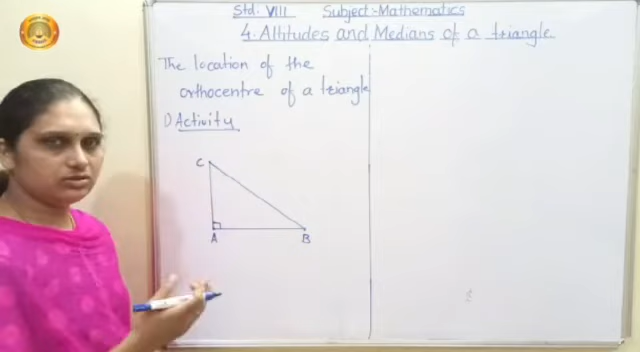 Std. VIII Subject:- Mathematics
4. Altitudes and Medians of a triangle
The location of the
orthocentre of a triangle
1) Activity
C
A B